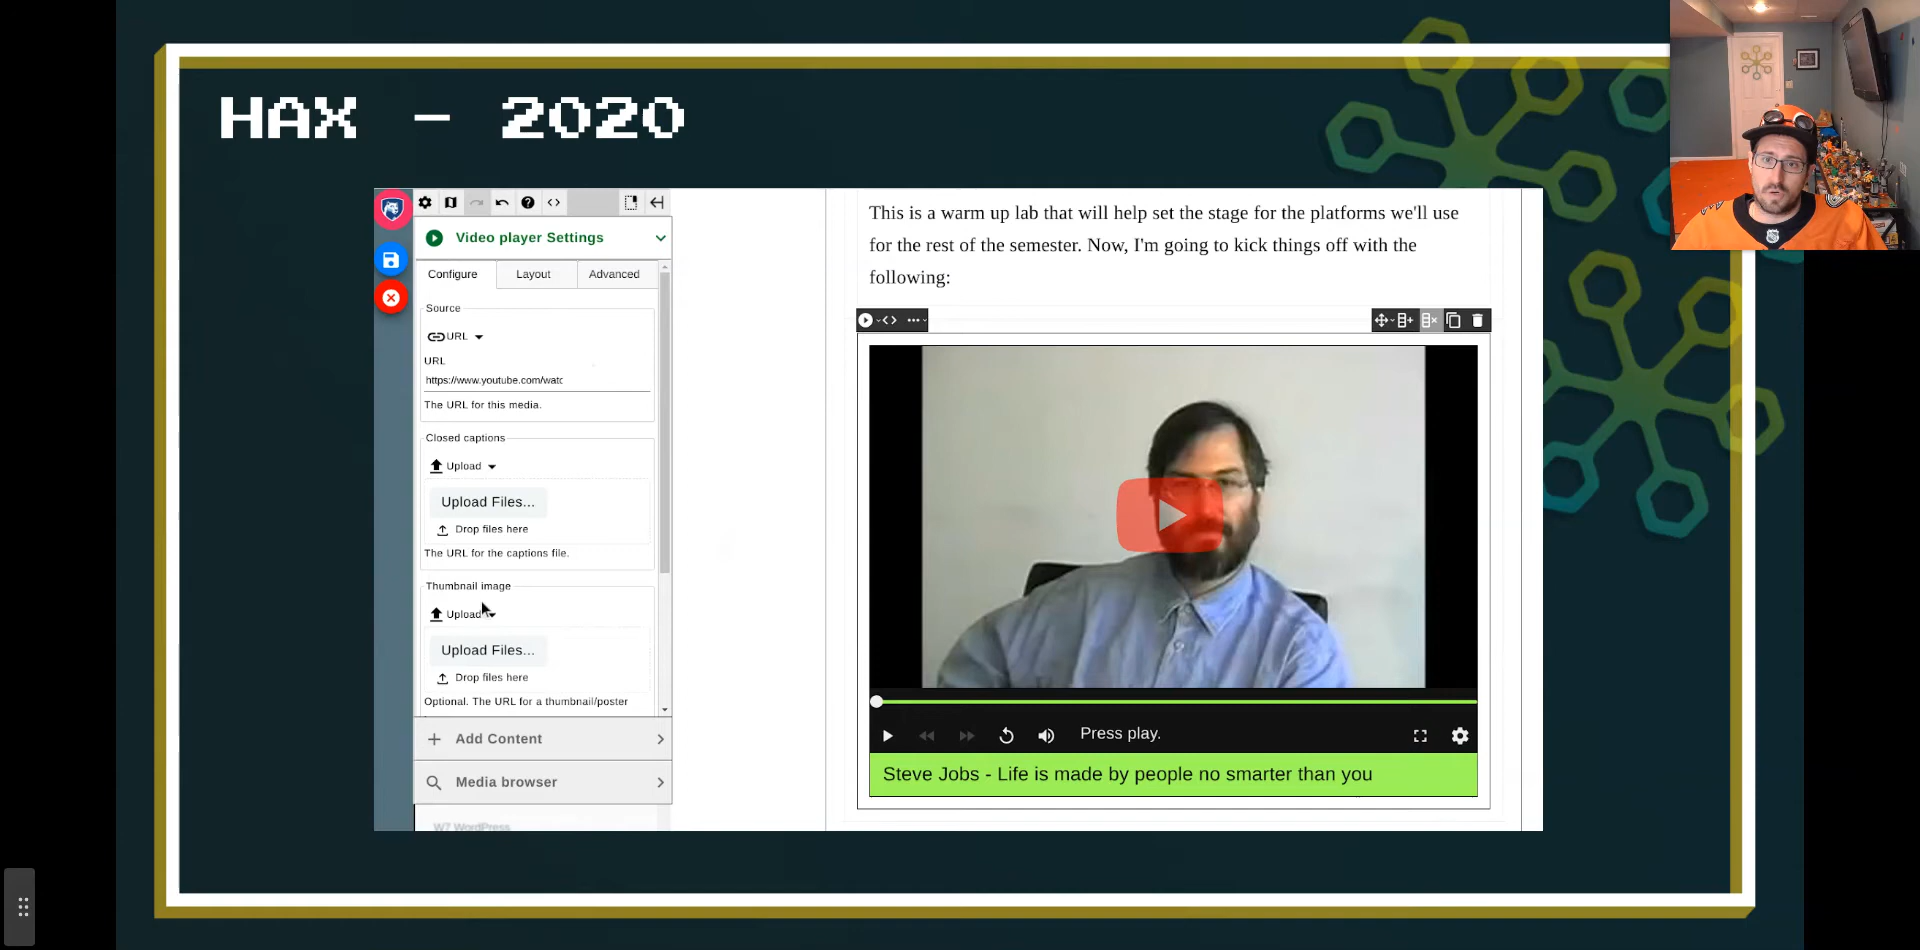 HAX - 2020
Video player Settings
Configure
Layout
Advanced
Source
URL
URL
https://www.youtube.com/watc
The URL for this media.
Closed captions
Upload
Upload Files...
Drop files here
The URL for the captions file.
Thumbnail image
Upload
Upload Files...
Drop files here
Optional. The URL for a thumbnail/poster
Add Content
Media browser
W7 WordPress
This is a warm up lab that will help set the stage for the platforms we'll use
for the rest of the semester. Now, I'm going to kick things off with the
following:
Press play.
Steve Jobs - Life is made by people no smarter than you